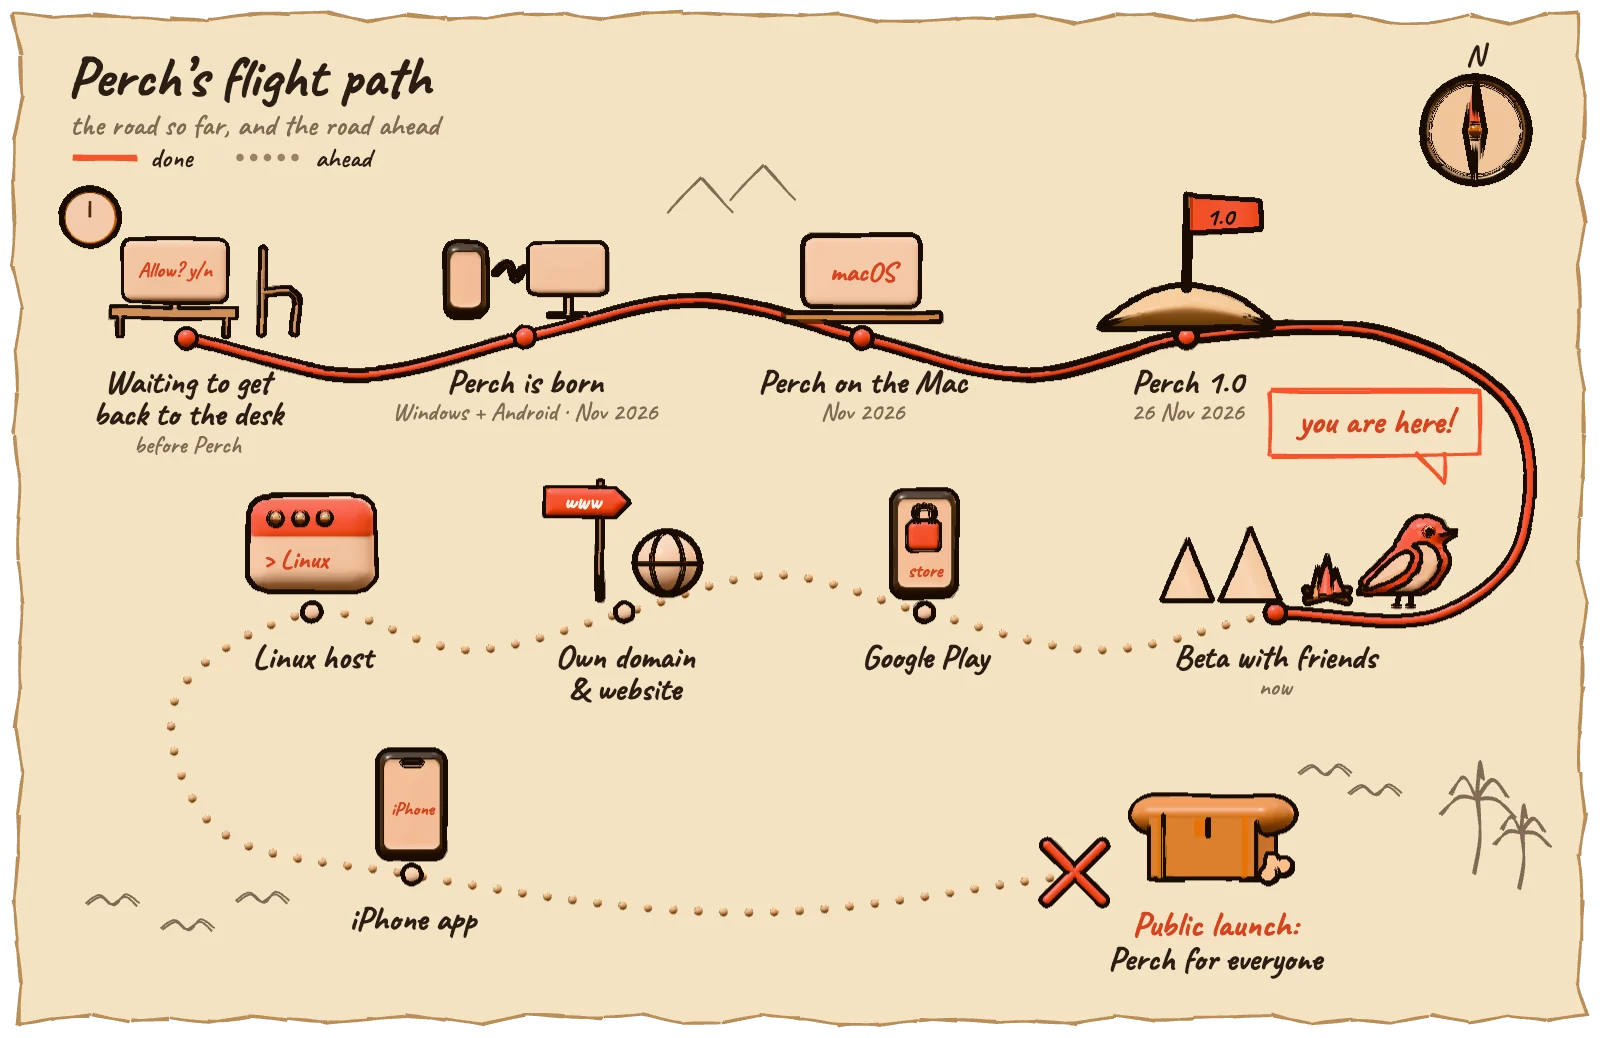 Perch's flight path
the road so far, and the road ahead
done
ahead
N
Allow? y/n
macOS
1.0
Waiting to get
back to the desk
before Perch
Perch is born
Windows + Android · Nov 2026
Perch on the Mac
Nov 2026
Perch 1.0
26 Nov 2026
you are here!
> Linux
www
store
Linux host
Own domain
& website
Google Play
Beta with friends
now
iPhone
iPhone app
Public launch:
Perch for everyone